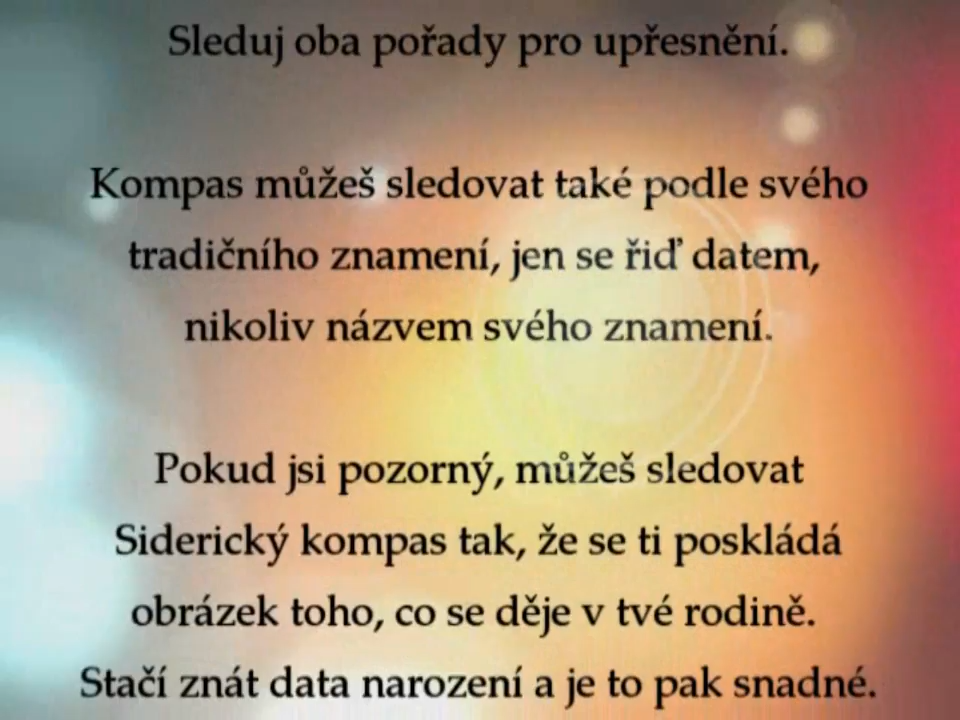 Sleduj oba pořady pro upřesnění.
Kompas můžeš sledovat také podle svého
tradičního znamení, jen se řiď datem,
nikoliv názvem svého znamení.
Pokud jsi pozorný, můžeš sledovat
Siderický kompas tak, že se ti poskládá
obrázek toho, co se děje v tvé rodině.
Stačí znát data narození a je to pak snadné.